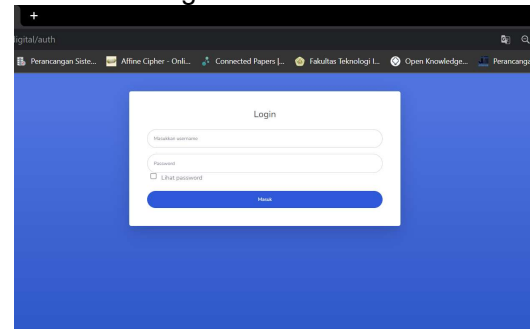 +
igital/auth
Perancangan Siste... Affine Cipher - Onli... Connected Papers |... Fakultas Teknologi I... Open Knowledge... Perancanga
Login
Masukkan username
Password
Lihat password
Masuk